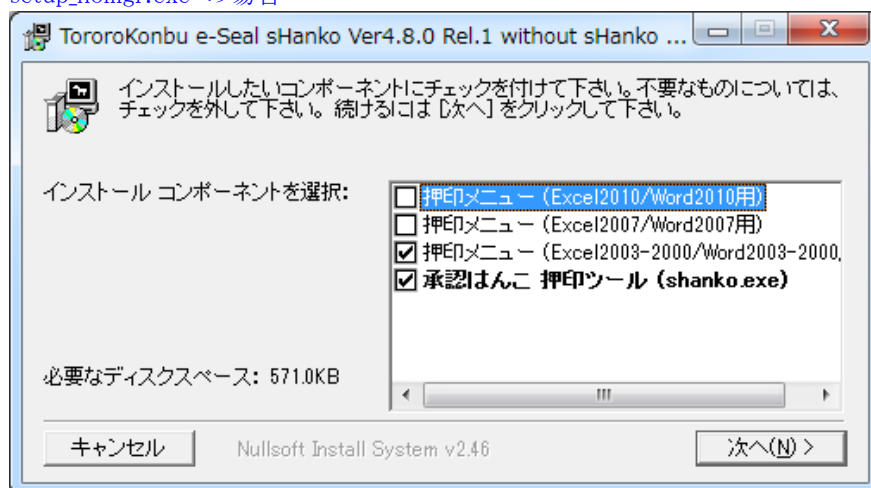 setup_nomgr.exe の場合
TororoKonbu e-Seal sHanko Ver4.8.0 Rel.1 without sHanko ...
インストールしたいコンポーネントにチェックを付けて下さい。不要なものについては、
チェックを外して下さい。続けるには [次へ] をクリックして下さい。
インストール コンポーネントを選択:
押印メニュー (Excel2010/Word2010用)
押印メニュー (Excel2007/Word2007用)
押印メニュー (Excel2003-2000/Word2003-2000,
承認はんこ 押印ツール (shanko.exe)
必要なディスクスペース: 571.0KB
キャンセル
Nullsoft Install System v2.46
次へ(N) >